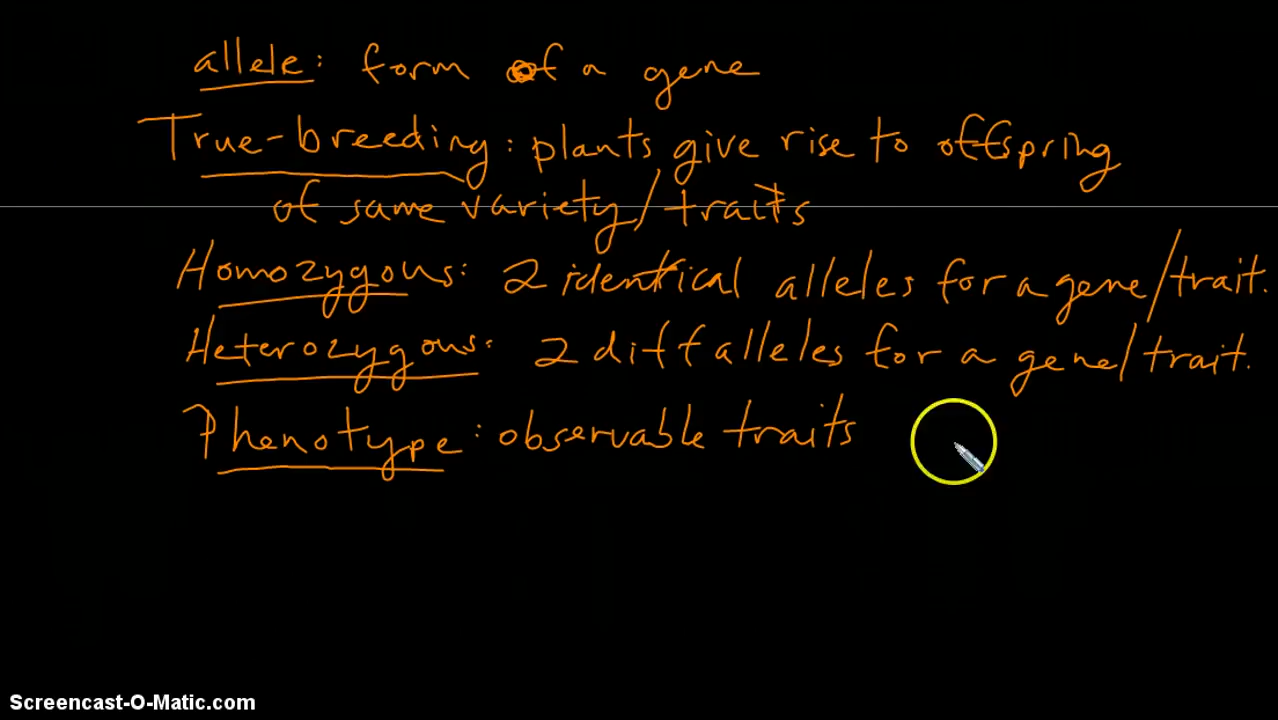 allele: form of a gene
True-breeding: plants give rise to offspring
of same variety/traits
Homozygous: 2 identical alleles for a gene/trait.
Heterozygous: 2 diff alleles for a gene/trait.
Phenotype: observable traits
Screencast-O-Matic.com